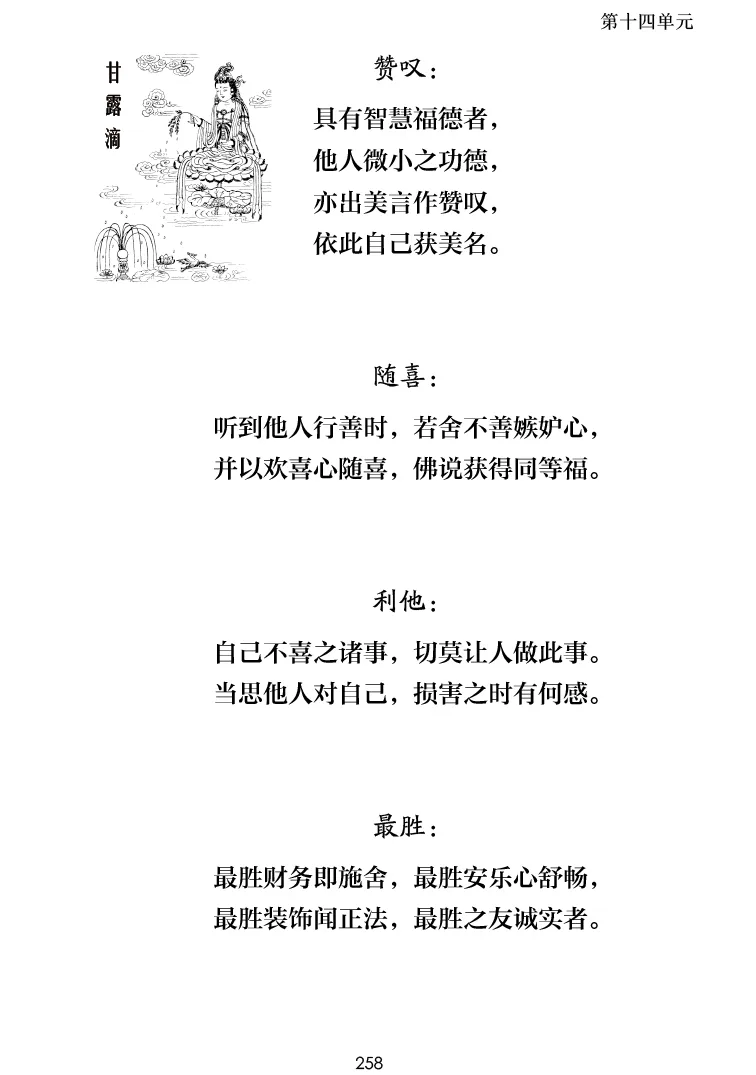 第十四单元
甘露滴
赞叹：
具有智慧福德者，
他人微小之功德，
亦出美言作赞叹，
依此自己获美名。
随喜：
听到他人行善时，若舍不善嫉妒心，
并以欢喜心随喜，佛说获得同等福。
利他：
自己不喜之诸事，切莫让人做此事。
当思他人对自己，损害之时有何感。
最胜：
最胜财务即施舍，最胜安乐心舒畅，
最胜装饰闻正法，最胜之友诚实者。
258